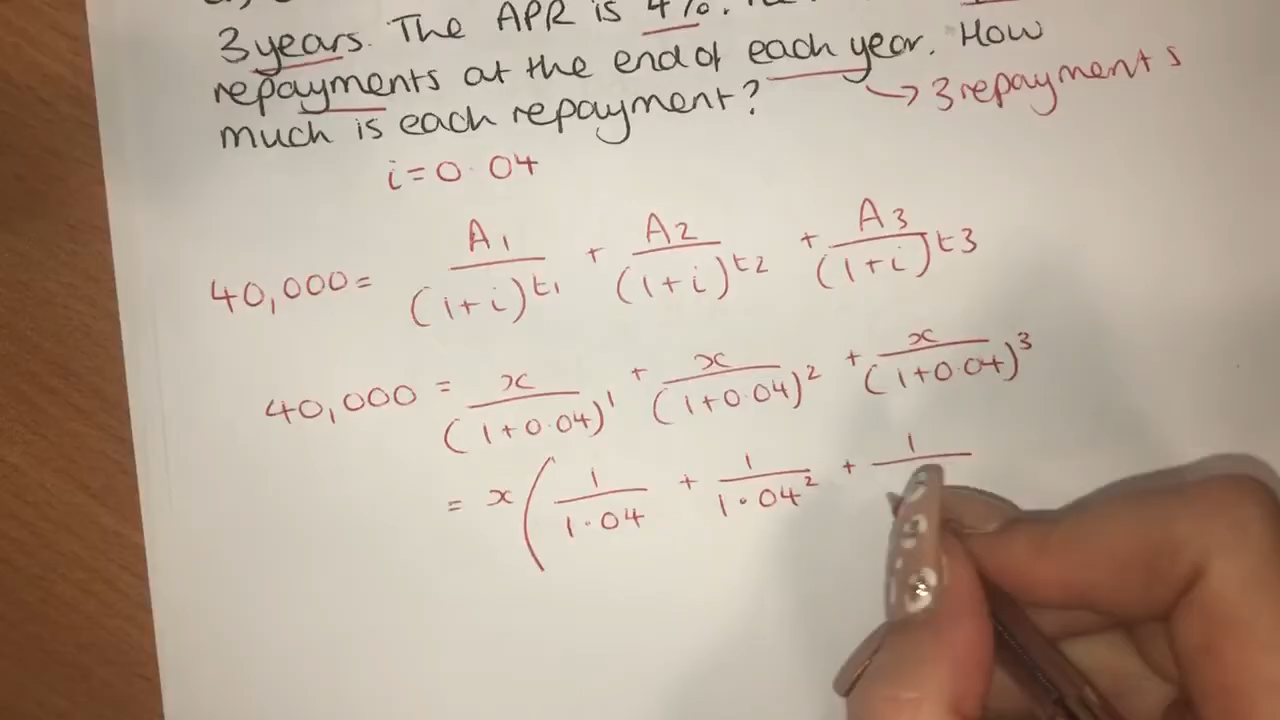 3 years. The APR is 4%.
repayments at the end of each year. How
→ 3 repayments
much is each repayment?
i = 0.04
40,000 = A1/(1+i)^t1 + A2/(1+i)^t2 + A3/(1+i)^t3
40,000 = x/(1+0.04)^1 + x/(1+0.04)^2 + x/(1+0.04)^3
= x ( 1/1.04 + 1/1.04^2 + 1/